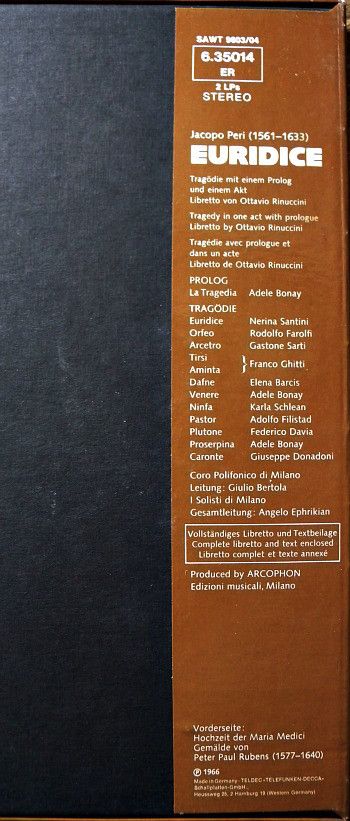 SAWT 9603/04
6.35014
ER
2 LPs
STEREO
Jacopo Peri (1561–1633)
EURIDICE
Tragödie mit einem Prolog
und einem Akt
Libretto von Ottavio Rinuccini
Tragedy in one act with prologue
Libretto by Ottavio Rinuccini
Tragédie avec prologue et
dans un acte
Libretto de Ottavio Rinuccini
PROLOG
La Tragedia Adele Bonay
TRAGÖDIE
Euridice Nerina Santini
Orfeo Rodolfo Farolfi
Arcetro Gastone Sarti
Tirsi
Aminta } Franco Ghitti
Dafne Elena Barcis
Venere Adele Bonay
Ninfa Karla Schlean
Pastor Adolfo Filistad
Plutone Federico Davia
Proserpina Adele Bonay
Caronte Giuseppe Donadoni
Coro Polifonico di Milano
Leitung: Giulio Bertola
I Solisti di Milano
Gesamtleitung: Angelo Ephrikian
Vollständiges Libretto und Textbeilage
Complete libretto and text enclosed
Libretto complet et texte annexé
Produced by ARCOPHON
Edizioni musicali, Milano
Vorderseite:
Hochzeit der Maria Medici
Gemälde von
Peter Paul Rubens (1577–1640)
Ⓟ 1966
Made in Germany · TELDEC »TELEFUNKEN-DECCA«
Schallplatten-GmbH.,
Heussweg 25, 2 Hamburg 19 (Western Germany)